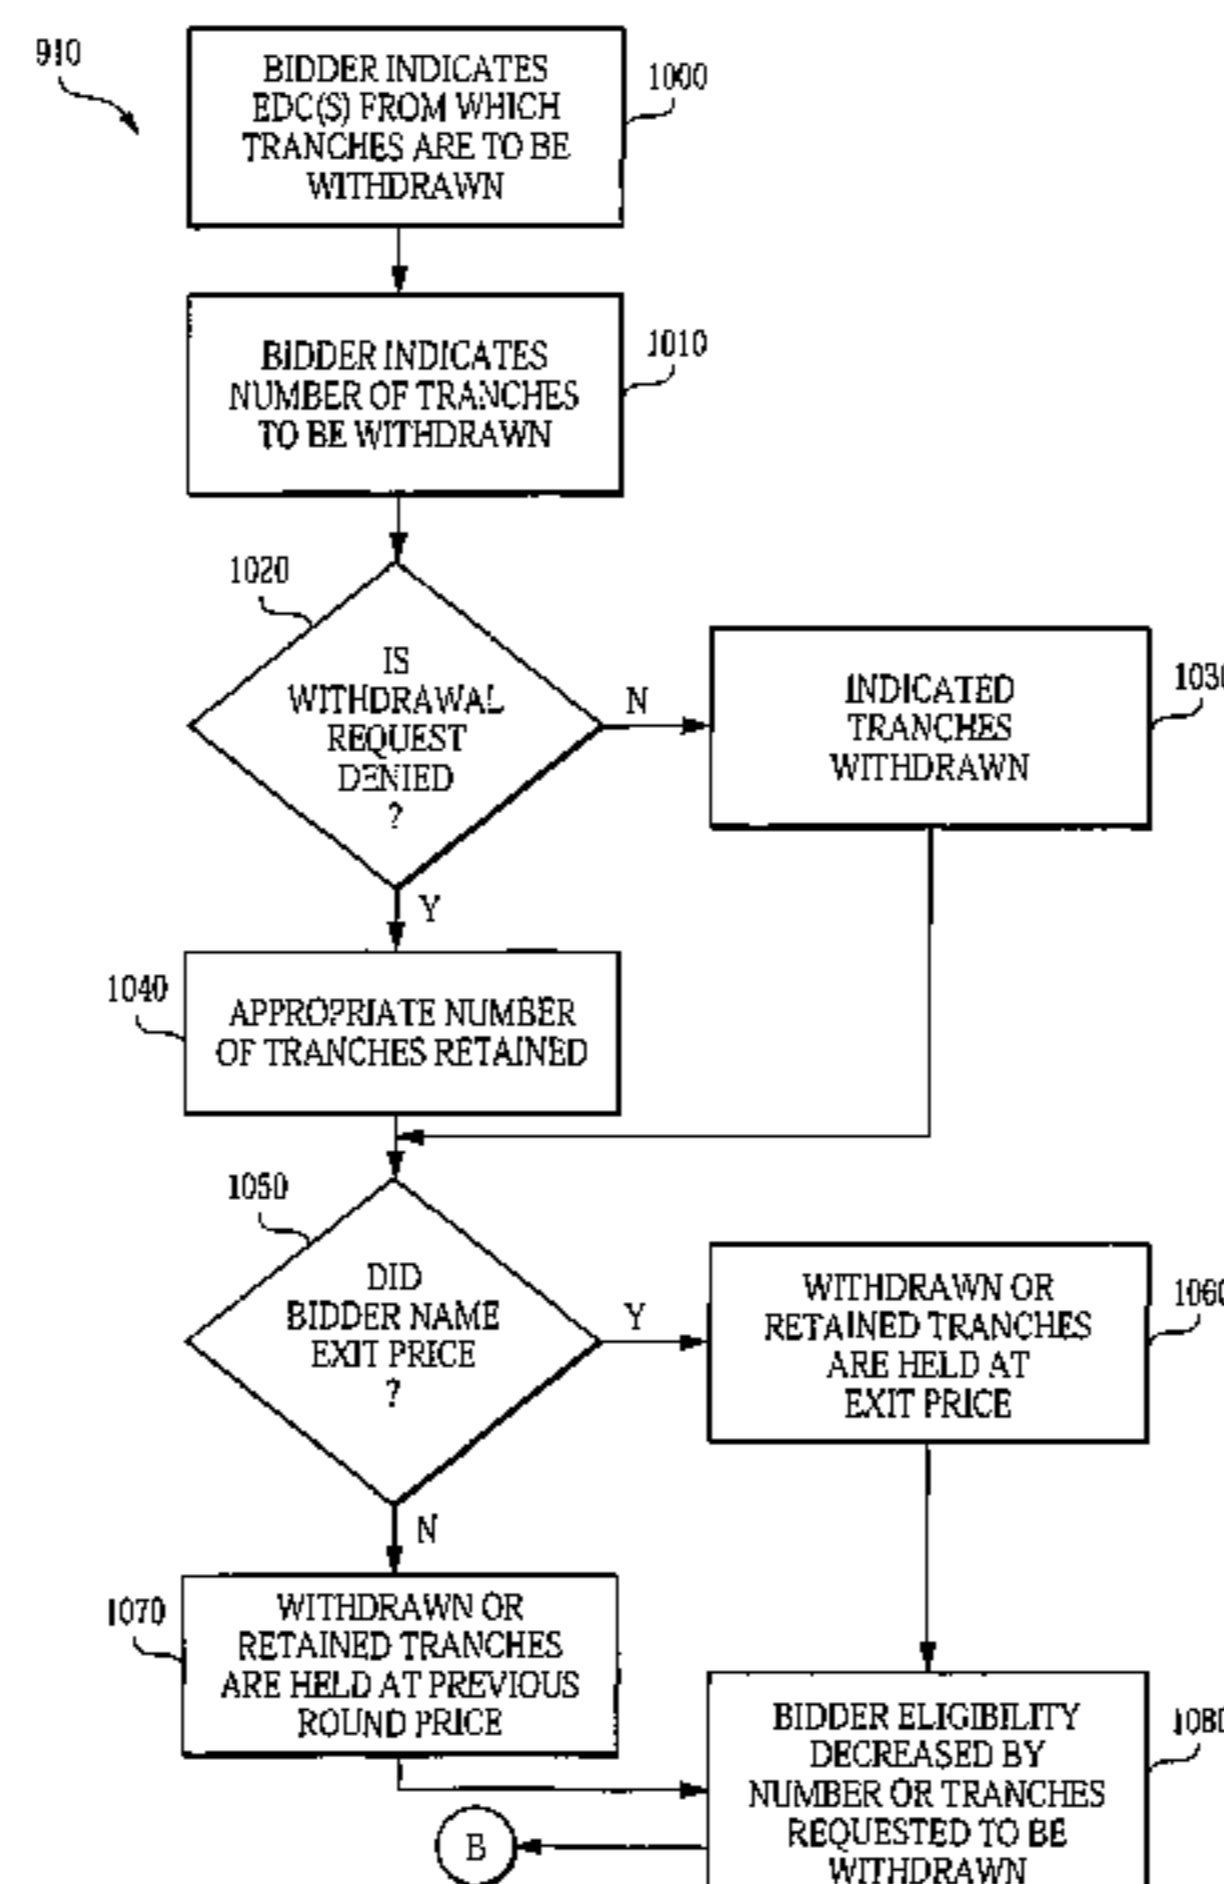 910
1000
BIDDER INDICATES
EDC(S) FROM WHICH
TRANCHES ARE TO BE
WITHDRAWN
1010
BIDDER INDICATES
NUMBER OF TRANCHES
TO BE WITHDRAWN
1020
IS
WITHDRAWAL
REQUEST
DENIED
?
N
1030
INDICATED
TRANCHES
WITHDRAWN
Y
1040
APPROPRIATE NUMBER
OF TRANCHES RETAINED
1050
DID
BIDDER NAME
EXIT PRICE
?
Y
1060
WITHDRAWN OR
RETAINED TRANCHES
ARE HELD AT
EXIT PRICE
N
1070
WITHDRAWN OR
RETAINED TRANCHES
ARE HELD AT PREVIOUS
ROUND PRICE
1080
BIDDER ELIGIBILITY
DECREASED BY
NUMBER OR TRANCHES
REQUESTED TO BE
WITHDRAWN
B